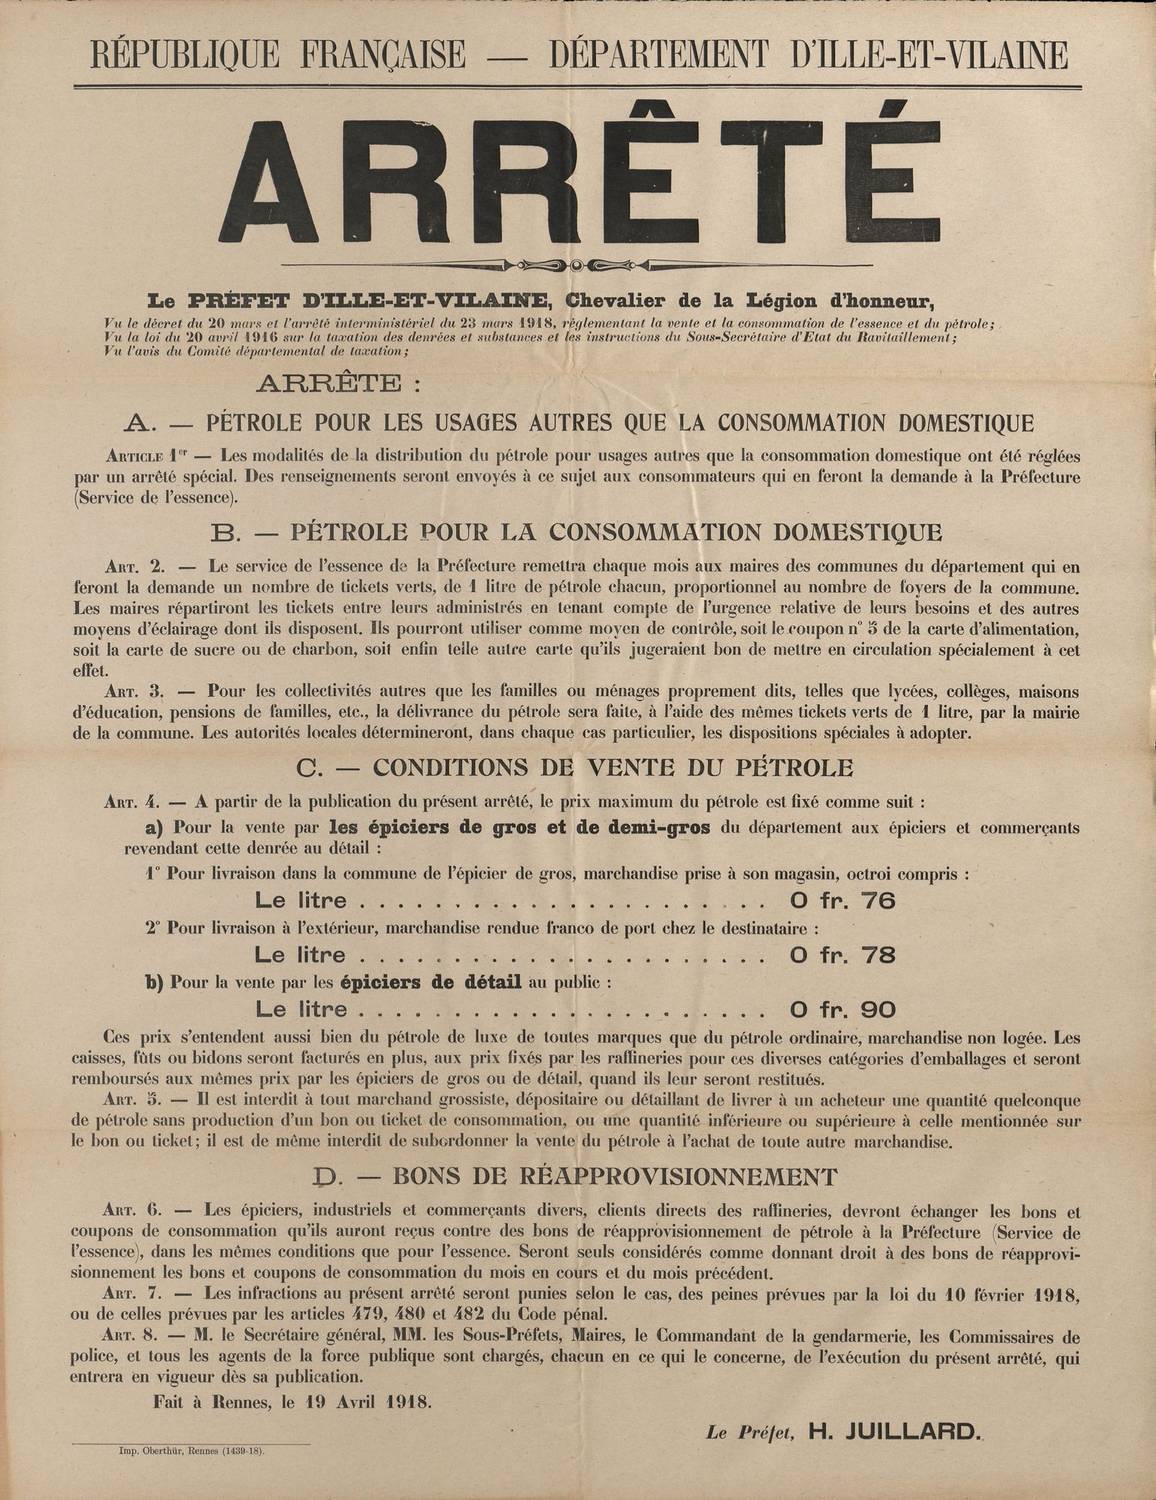 RÉPUBLIQUE FRANÇAISE — DÉPARTEMENT D'ILLE-ET-VILAINE
ARRÊTÉ
Le PRÉFET D'ILLE-ET-VILAINE, Chevalier de la Légion d'honneur,
Vu le décret du 20 mars et l'arrêté interministériel du 23 mars 1918, réglementant la vente et la consommation de l'essence et du pétrole;
Vu la loi du 20 avril 1916 sur la taxation des denrées et substances et les instructions du Sous-Secrétaire d'Etat du Ravitaillement;
Vu l'avis du Comité départemental de taxation;
ARRÊTE :
A. — PÉTROLE POUR LES USAGES AUTRES QUE LA CONSOMMATION DOMESTIQUE
ARTICLE 1er — Les modalités de la distribution du pétrole pour usages autres que la consommation domestique ont été réglées
par un arrêté spécial. Des renseignements seront envoyés à ce sujet aux consommateurs qui en feront la demande à la Préfecture
(Service de l'essence).
B. — PÉTROLE POUR LA CONSOMMATION DOMESTIQUE
ART. 2. — Le service de l'essence de la Préfecture remettra chaque mois aux maires des communes du département qui en
feront la demande un nombre de tickets verts, de 1 litre de pétrole chacun, proportionnel au nombre de foyers de la commune.
Les maires répartiront les tickets entre leurs administrés en tenant compte de l'urgence relative de leurs besoins et des autres
moyens d'éclairage dont ils disposent. Ils pourront utiliser comme moyen de contrôle, soit le coupon n° 5 de la carte d'alimentation,
soit la carte de sucre ou de charbon, soit enfin telle autre carte qu'ils jugeraient bon de mettre en circulation spécialement à cet
effet.
ART. 3. — Pour les collectivités autres que les familles ou ménages proprement dits, telles que lycées, collèges, maisons
d'éducation, pensions de familles, etc., la délivrance du pétrole sera faite, à l'aide des mêmes tickets verts de 1 litre, par la mairie
de la commune. Les autorités locales détermineront, dans chaque cas particulier, les dispositions spéciales à adopter.
C. — CONDITIONS DE VENTE DU PÉTROLE
ART. 4. — A partir de la publication du présent arrêté, le prix maximum du pétrole est fixé comme suit :
a) Pour la vente par les épiciers de gros et de demi-gros du département aux épiciers et commerçants
revendant cette denrée au détail :
1° Pour livraison dans la commune de l'épicier de gros, marchandise prise à son magasin, octroi compris :
Le litre . . . . . . . . . . . . . . . . . . . . . . 0 fr. 76
2° Pour livraison à l'extérieur, marchandise rendue franco de port chez le destinataire :
Le litre . . . . . . . . . . . . . . . . . . . . . . 0 fr. 78
b) Pour la vente par les épiciers de détail au public :
Le litre . . . . . . . . . . . . . . . . . . . . . . 0 fr. 90
Ces prix s'entendent aussi bien du pétrole de luxe de toutes marques que du pétrole ordinaire, marchandise non logée. Les
caisses, fûts ou bidons seront facturés en plus, aux prix fixés par les raffineries pour ces diverses catégories d'emballages et seront
remboursés aux mêmes prix par les épiciers de gros ou de détail, quand ils leur seront restitués.
ART. 5. — Il est interdit à tout marchand grossiste, dépositaire ou détaillant de livrer à un acheteur une quantité quelconque
de pétrole sans production d'un bon ou ticket de consommation, ou une quantité inférieure ou supérieure à celle mentionnée sur
le bon ou ticket; il est de même interdit de subordonner la vente du pétrole à l'achat de toute autre marchandise.
D. — BONS DE RÉAPPROVISIONNEMENT
ART. 6. — Les épiciers, industriels et commerçants divers, clients directs des raffineries, devront échanger les bons et
coupons de consommation qu'ils auront reçus contre des bons de réapprovisionnement de pétrole à la Préfecture (Service de
l'essence), dans les mêmes conditions que pour l'essence. Seront seuls considérés comme donnant droit à des bons de réapprovi-
sionnement les bons et coupons de consommation du mois en cours et du mois précédent.
ART. 7. — Les infractions au présent arrêté seront punies selon le cas, des peines prévues par la loi du 10 février 1918,
ou de celles prévues par les articles 479, 480 et 482 du Code pénal.
ART. 8. — M. le Secrétaire général, MM. les Sous-Préfets, Maires, le Commandant de la gendarmerie, les Commissaires de
police, et tous les agents de la force publique sont chargés, chacun en ce qui le concerne, de l'exécution du présent arrêté, qui
entrera en vigueur dès sa publication.
Fait à Rennes, le 19 Avril 1918.
Le Préfet, H. JUILLARD.
Imp. Oberthür, Rennes (1439-18).